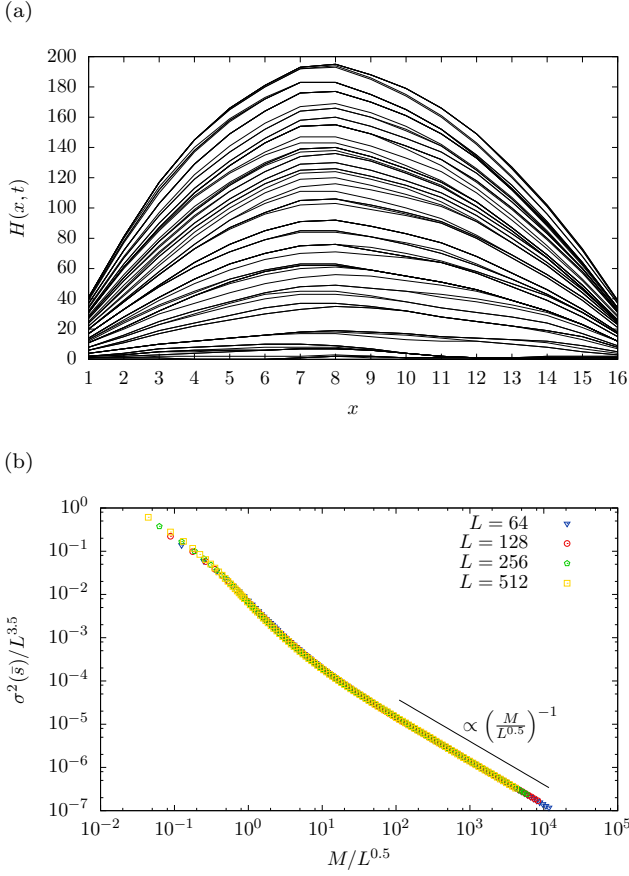 (a)
200
180
160
140
120
100
80
60
40
20
0
H(x, t)
1 2 3 4 5 6 7 8 9 10 11 12 13 14 15 16
x
(b)
10^0
10^{-1}
10^{-2}
10^{-3}
10^{-4}
10^{-5}
10^{-6}
10^{-7}
σ^2(s̄)/L^{3.5}
L = 64
L = 128
L = 256
L = 512
∝ (M/L^{0.5})^{-1}
10^{-2} 10^{-1} 10^0 10^1 10^2 10^3 10^4 10^5
M/L^{0.5}